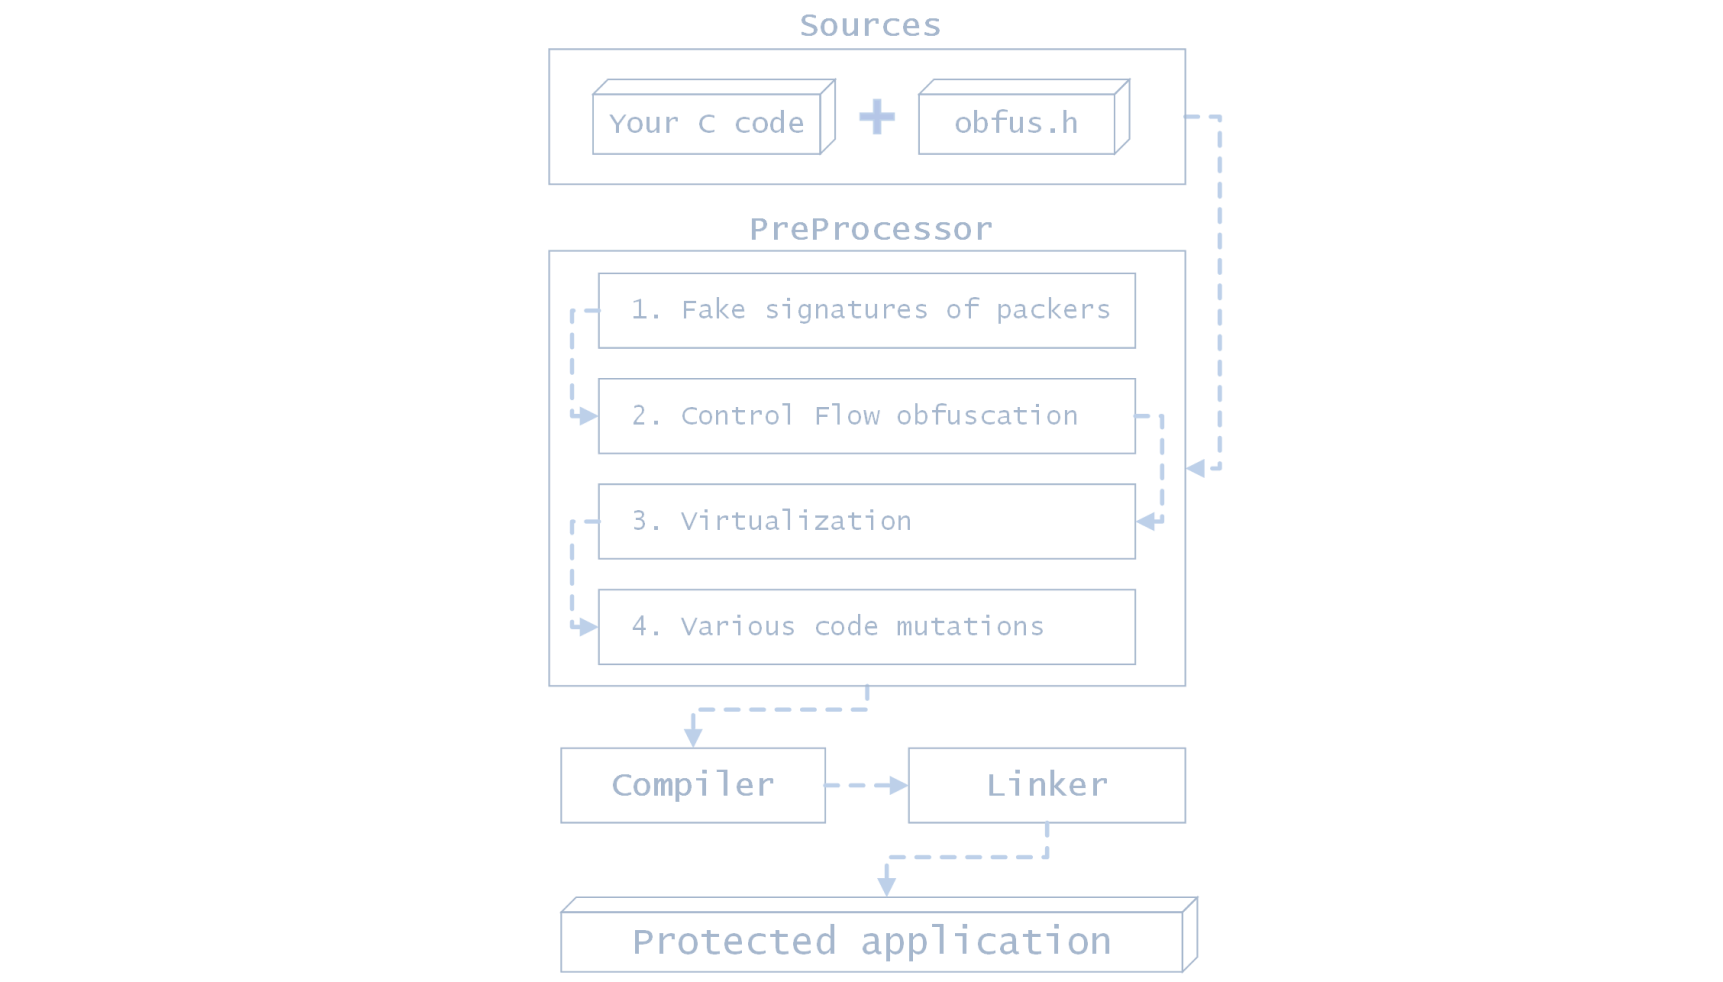 Sources
Your C code
obfus.h
PreProcessor
1. Fake signatures of packers
2. Control Flow obfuscation
3. Virtualization
4. Various code mutations
Compiler
Linker
Protected application